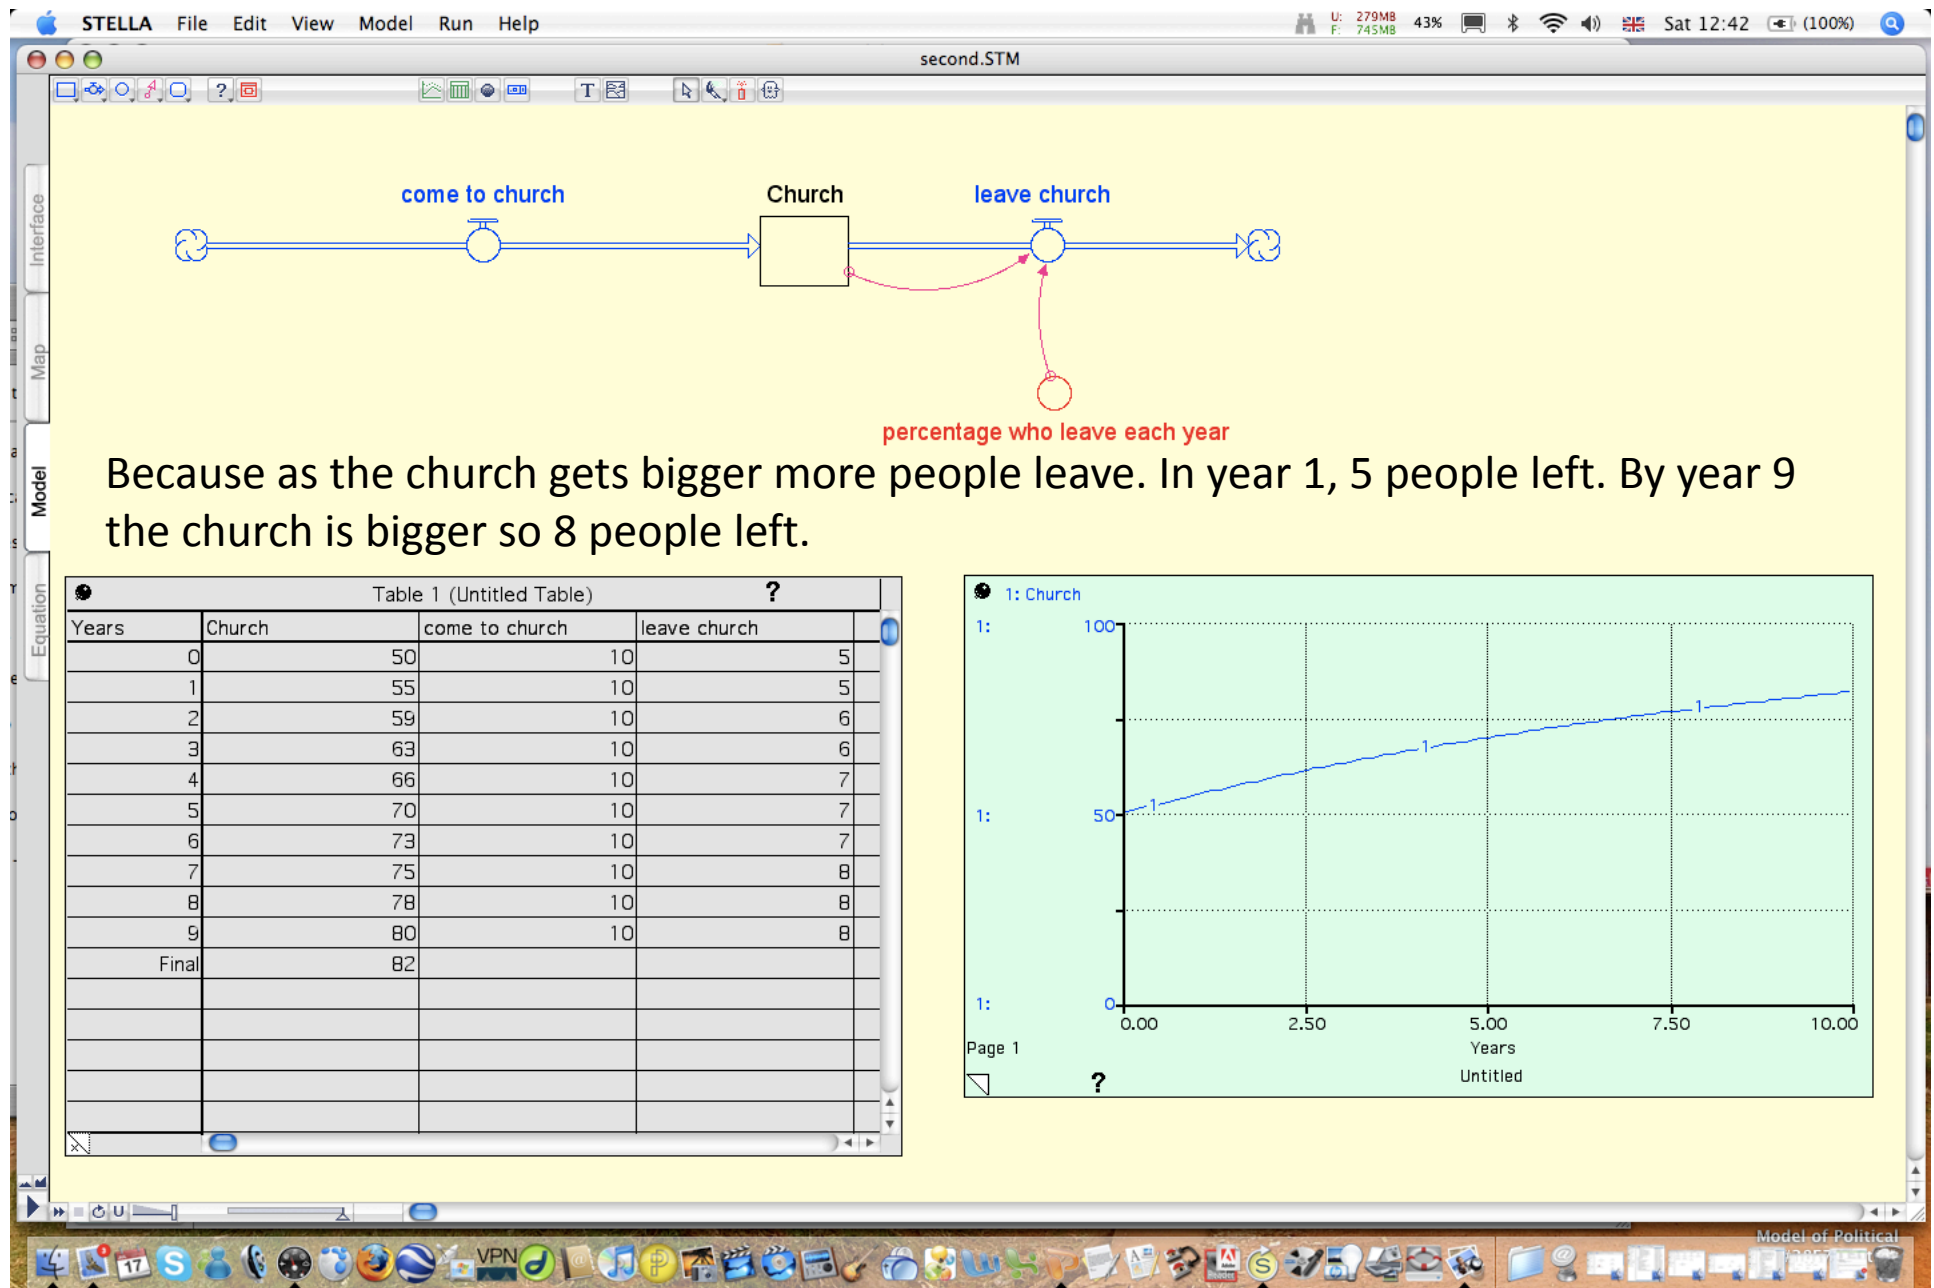 STELLA File Edit View Model Run Help U: 279MB F: 745MB 43% Sat 12:42 (100%)
second.STM
T
?
Interface
Map
Model
Equation
come to church Church leave church
percentage who leave each year
Because as the church gets bigger more people leave. In year 1, 5 people left. By year 9
the church is bigger so 8 people left.
Table 1 (Untitled Table) ?
Years Church come to church leave church
0 50 10 5
1 55 10 5
2 59 10 6
3 63 10 6
4 66 10 7
5 70 10 7
6 73 10 7
7 75 10 8
8 78 10 8
9 80 10 8
Final 82
1: Church
1: 100
1: 50
1: 0
1 1 1
0.00 2.50 5.00 7.50 10.00
Page 1 Years
? Untitled
U
Model of Political
VPN
17